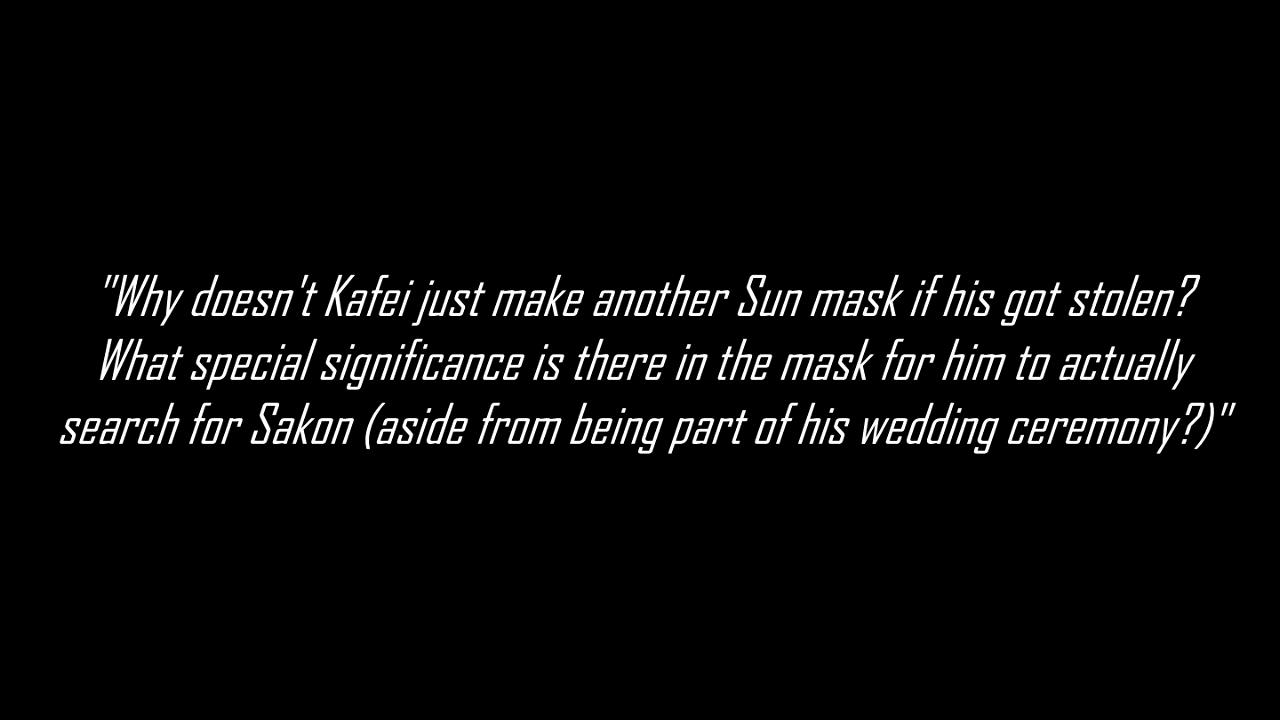 "Why doesn't Kafei just make another Sun mask if his got stolen?
What special significance is there in the mask for him to actually
search for Sakon (aside from being part of his wedding ceremony?)"